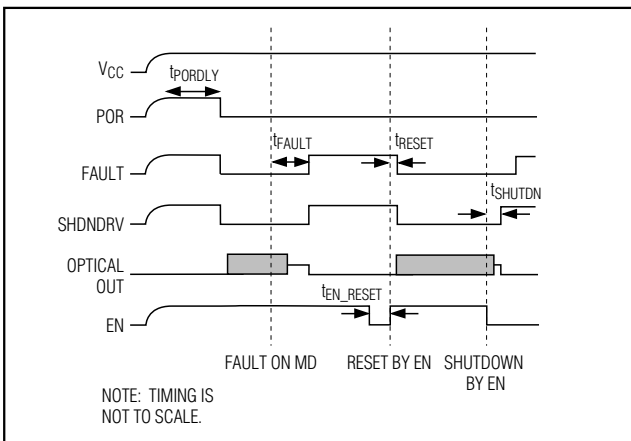 VCC
tPORDLY
POR
tFAULT
tRESET
FAULT
tSHUTDN
SHDNDRV
OPTICAL
OUT
tEN_RESET
EN
FAULT ON MD
RESET BY EN
SHUTDOWN
BY EN
NOTE: TIMING IS
NOT TO SCALE.